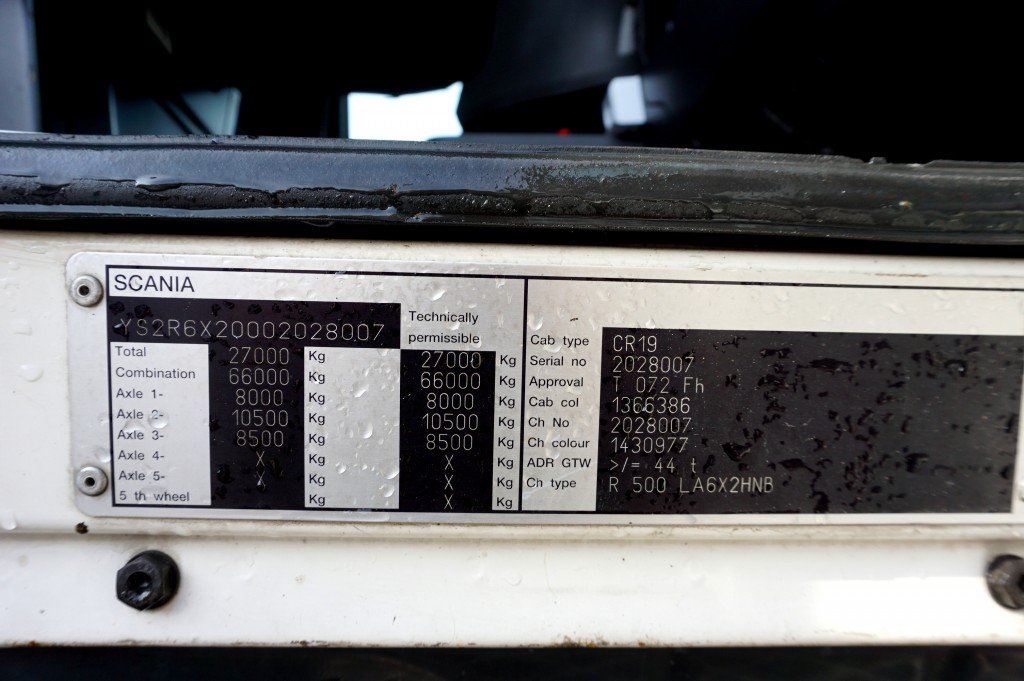 SCANIA
YS2R6X20002028007
Technically
permissible
Total 27000 Kg 27000 Kg
Combination 66000 Kg 66000 Kg
Axle 1- 8000 Kg 8000 Kg
Axle 2- 10500 Kg 10500 Kg
Axle 3- 8500 Kg 8500 Kg
Axle 4- X Kg X Kg
Axle 5- X Kg X Kg
5 th wheel Kg X Kg
Cab type CR19
Serial no 2028007
Approval T 072 Fh
Cab col 1366386
Ch No 2028007
Ch colour 1430977
ADR GTW >/= 44 t
Ch type R 500 LA6X2HNB